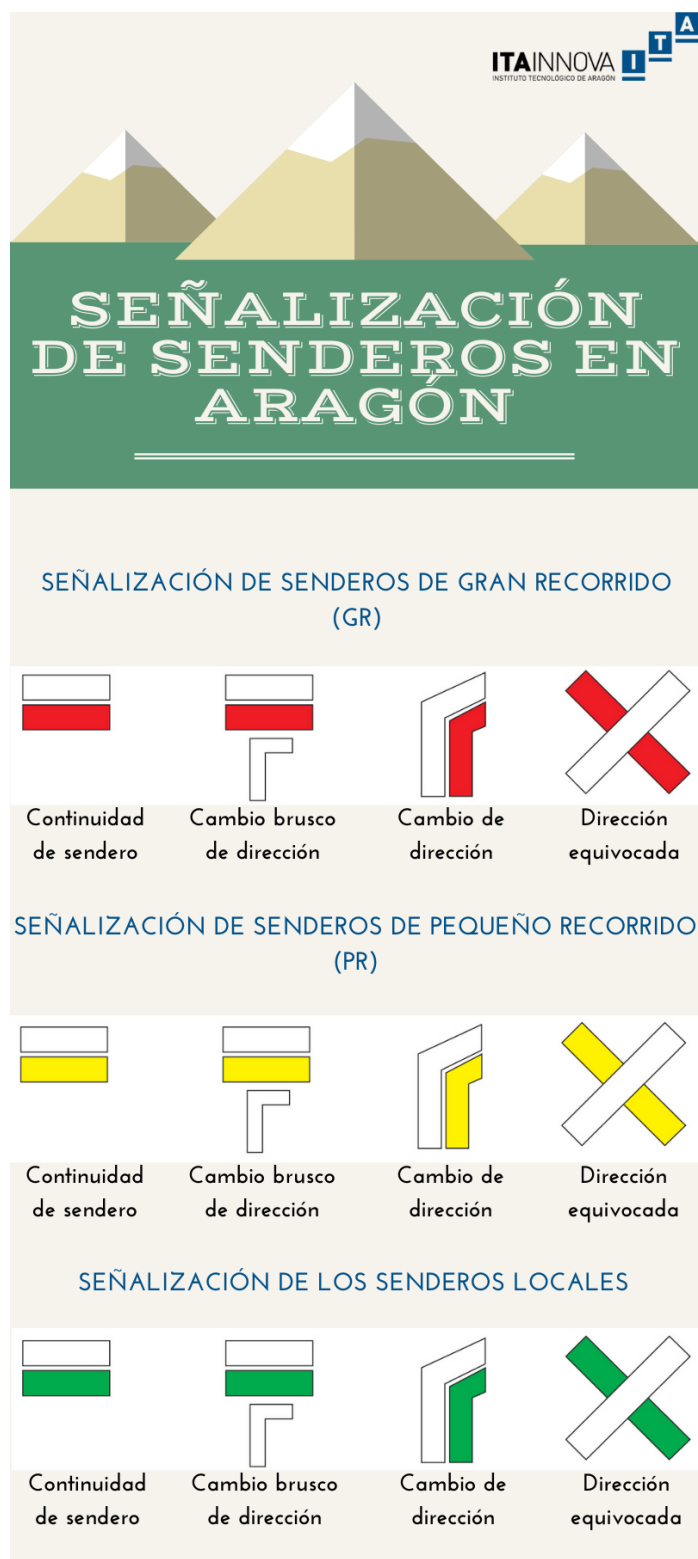 ITAINNOVA
INSTITUTO TECNOLÓGICO DE ARAGÓN
I T A
SEÑALIZACIÓN
DE SENDEROS EN
ARAGÓN
SEÑALIZACIÓN DE SENDEROS DE GRAN RECORRIDO
(GR)
Continuidad
de sendero
Cambio brusco
de dirección
Cambio de
dirección
Dirección
equivocada
SEÑALIZACIÓN DE SENDEROS DE PEQUEÑO RECORRIDO
(PR)
Continuidad
de sendero
Cambio brusco
de dirección
Cambio de
dirección
Dirección
equivocada
SEÑALIZACIÓN DE LOS SENDEROS LOCALES
Continuidad
de sendero
Cambio brusco
de dirección
Cambio de
dirección
Dirección
equivocada